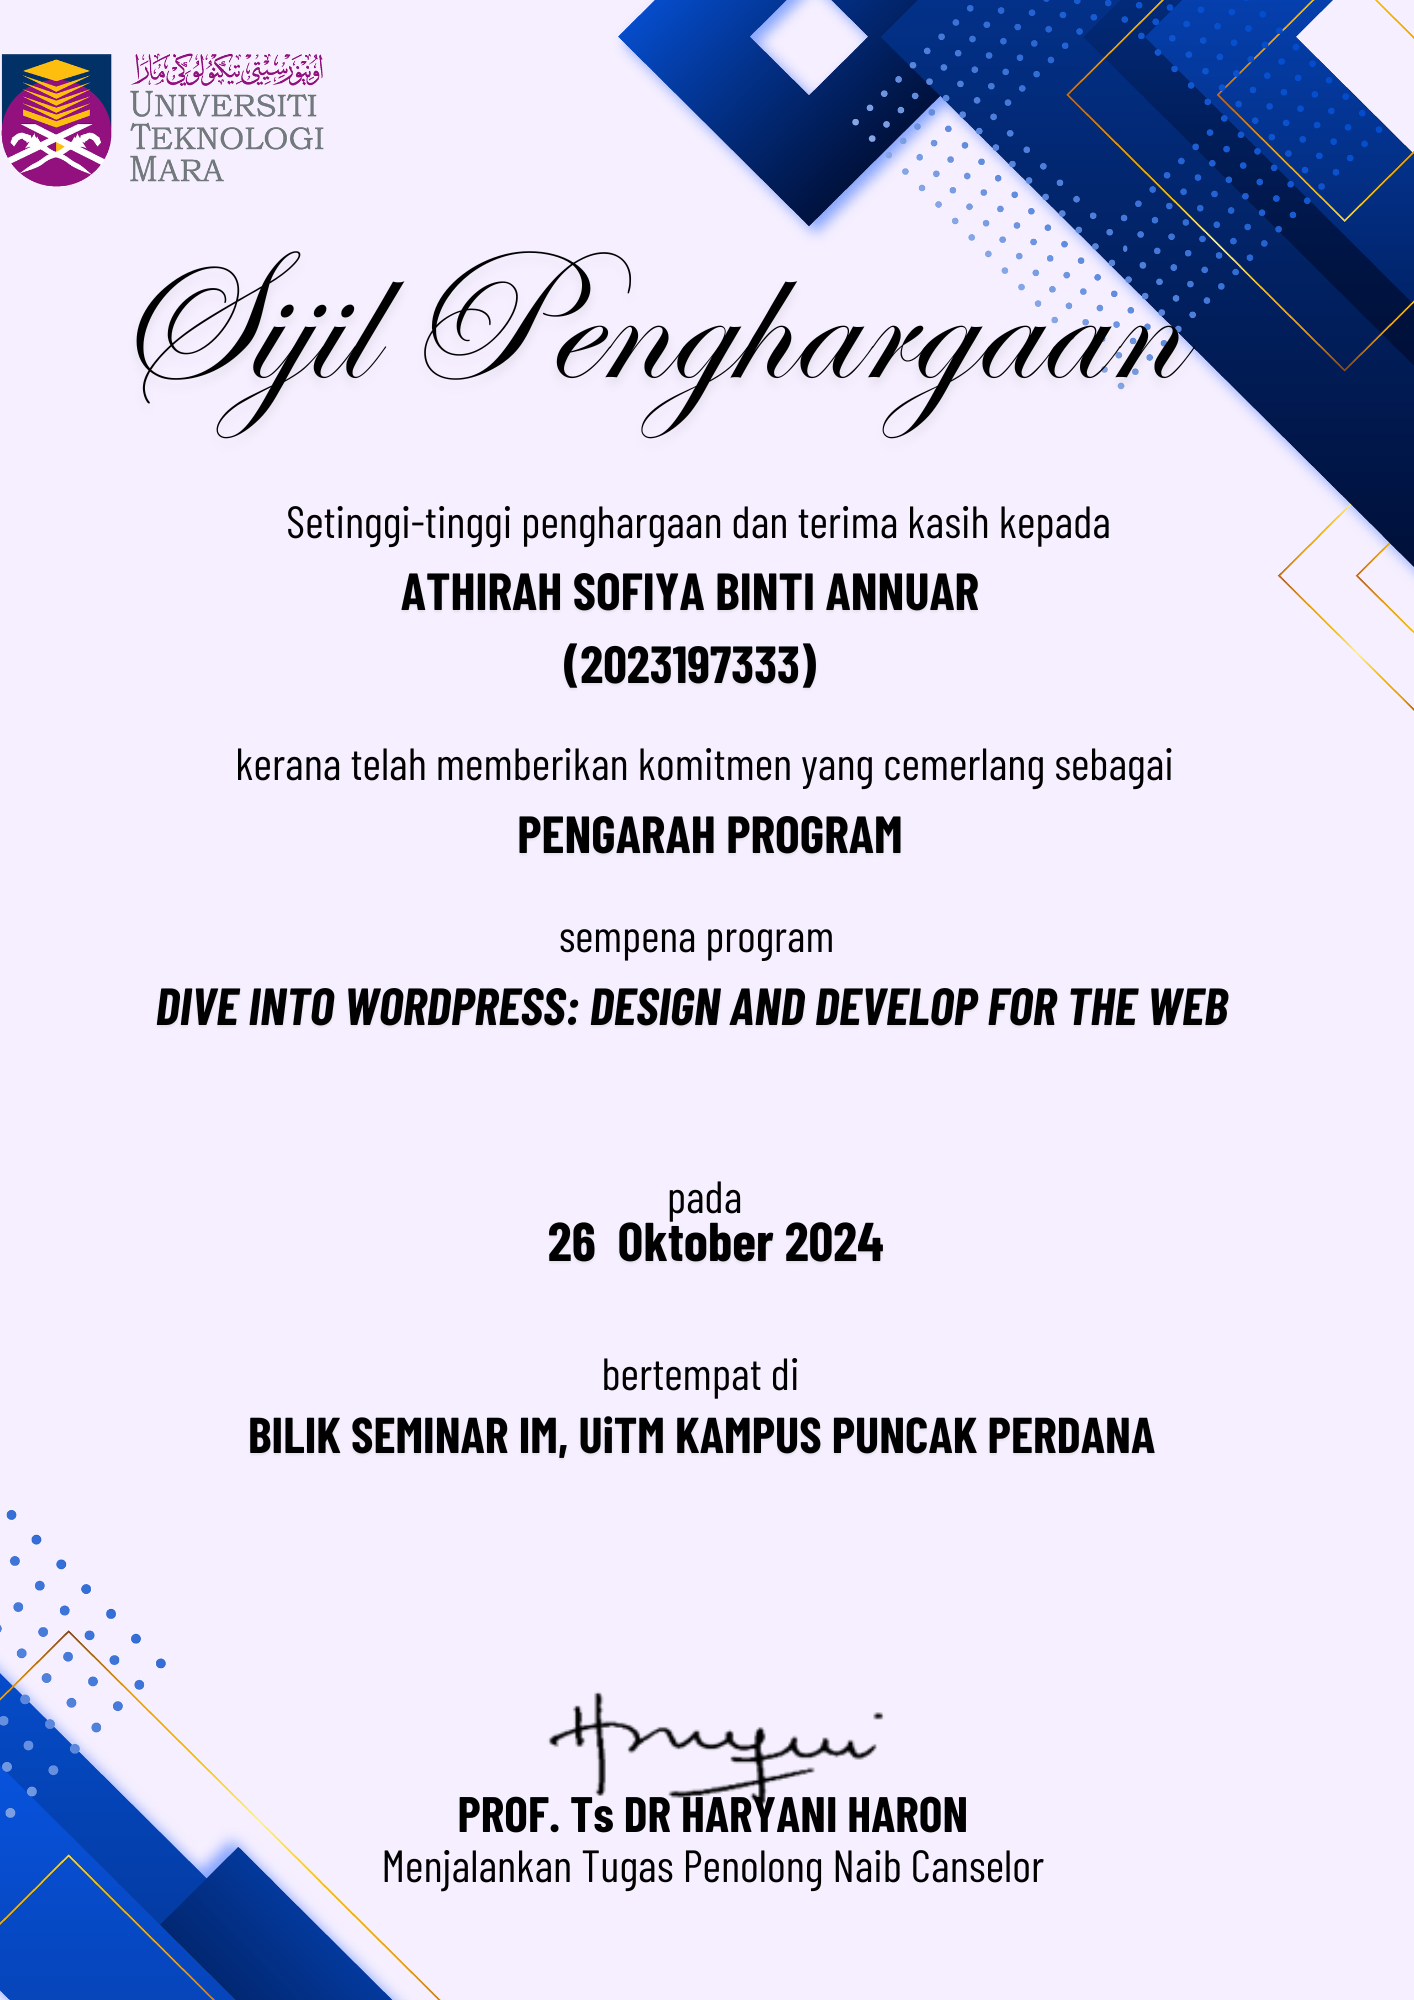 اونيۏرسيتي تيكنولوڬي مارا
UNIVERSITI
TEKNOLOGI
MARA
Sijil Penghargaan
Setinggi-tinggi penghargaan dan terima kasih kepada
ATHIRAH SOFIYA BINTI ANNUAR
(2023197333)
kerana telah memberikan komitmen yang cemerlang sebagai
PENGARAH PROGRAM
sempena program
DIVE INTO WORDPRESS: DESIGN AND DEVELOP FOR THE WEB
pada
26 Oktober 2024
bertempat di
BILIK SEMINAR IM, UiTM KAMPUS PUNCAK PERDANA
PROF. Ts DR HARYANI HARON
Menjalankan Tugas Penolong Naib Canselor